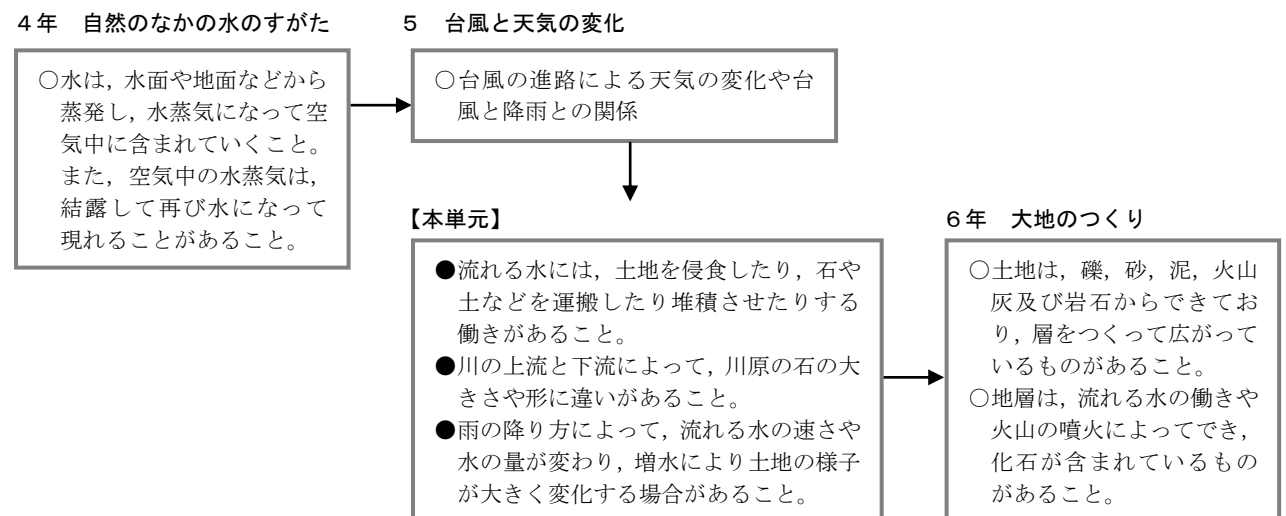 ４年　自然のなかの水のすがた
○水は，水面や地面などから
蒸発し，水蒸気になって空
気中に含まれていくこと。
また，空気中の水蒸気は，
結露して再び水になって
現れることがあること。
５　台風と天気の変化
○台風の進路による天気の変化や台
風と降雨との関係
【本単元】
●流れる水には，土地を侵食したり，石や
土などを運搬したり堆積させたりする
働きがあること。
●川の上流と下流によって，川原の石の大
きさや形に違いがあること。
●雨の降り方によって，流れる水の速さや
水の量が変わり，増水により土地の様子
が大きく変化する場合があること。
６年　大地のつくり
○土地は，礫，砂，泥，火山
灰及び岩石からできてお
り，層をつくって広がって
いるものがあること。
○地層は，流れる水の働きや
火山の噴火によってでき，
化石が含まれているもの
があること。